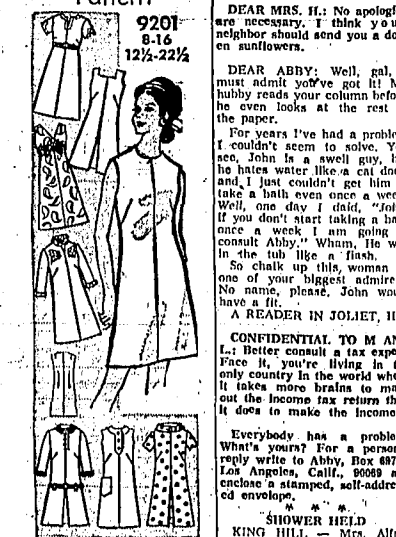 Pattern
9201
8-16
12½-22½
DEAR MRS. H.: No apolog
are necessary. I think you
neighbor should send you a do
en sunflowers.
DEAR ABBY: Well, gal,
must admit you've got it!
hubby reads your column befo
he even looks at the rest
the paper.
For years I've had a proble
I couldn't seem to solve. Y
see, John is a swell guy, b
he hates water like a cat do
and I just couldn't get him
take a bath even once a wee
Well, one day I said, "Joh
if you don't start taking a ba
once a week I am going
consult Abby." Wham, He w
in the tub like a flash.
So chalk up this, woman
one of your biggest admire
No name, please, John wou
have a fit.
A READER IN JOLIET, I
CONFIDENTIAL TO M AN
L.: Better consult a tax expe
Face it, you're living in t
only country in the world whe
it takes more brains to ma
out the income tax return th
it does to make the income
Everybody has a proble
What's yours? For a person
reply write to Abby, Box 697
Los Angeles, Calif., 90069 a
enclose a stamped, self-addre
ed envelope.
* * *
SHOWER HELD
KING HILL — Mrs. Alf